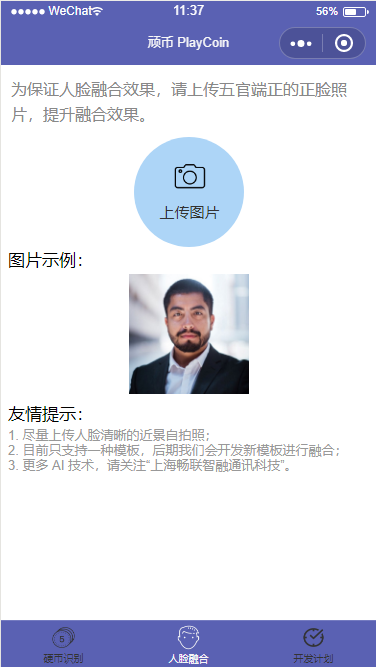 ●●●●● WeChat 11:37 56%
顽币 PlayCoin
为保证人脸融合效果，请上传五官端正的正脸照
片，提升融合效果。
上传图片
图片示例：
友情提示：
1. 尽量上传人脸清晰的近景自拍照；
2. 目前只支持一种模板，后期我们会开发新模板进行融合；
3. 更多 AI 技术，请关注“上海畅联智融通讯科技”。
5
硬币识别 人脸融合 开发计划